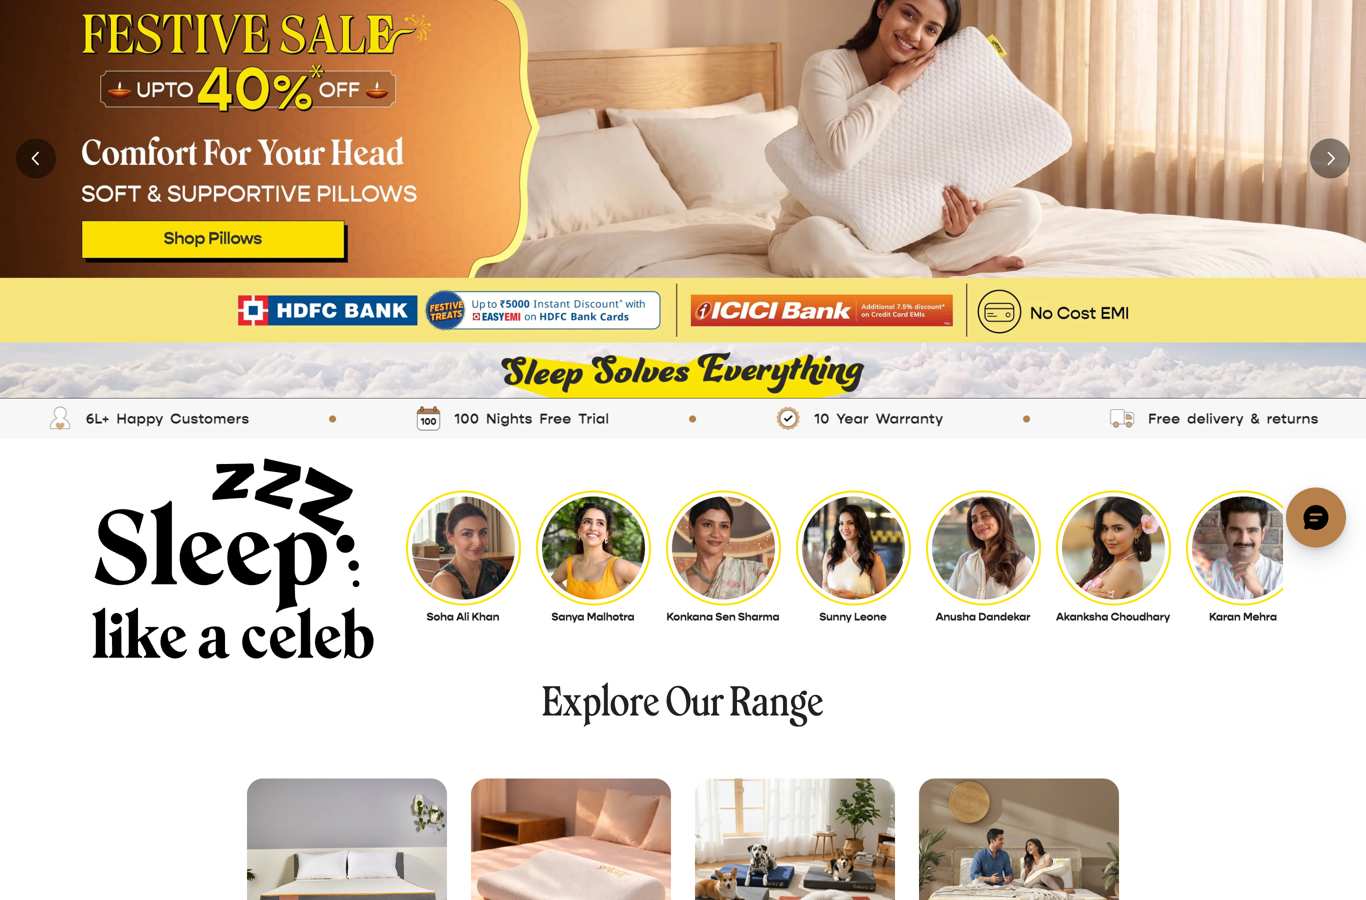 FESTIVE SALE
UPTO 40%* OFF
Comfort For Your Head
SOFT & SUPPORTIVE PILLOWS
Shop Pillows
HDFC BANK
FESTIVE TREATS
Up to ₹5000 Instant Discount* with
EASYEMI on HDFC Bank Cards
ICICI Bank
Additional 7.5% discount*
on Credit Card EMIs
No Cost EMI
Sleep Solves Everything
6L+ Happy Customers
100
100 Nights Free Trial
10 Year Warranty
Free delivery & returns
zzz
Sleep
like a celeb
Soha Ali Khan
Sanya Malhotra
Konkana Sen Sharma
Sunny Leone
Anusha Dandekar
Akanksha Choudhary
Karan Mehra
Explore Our Range